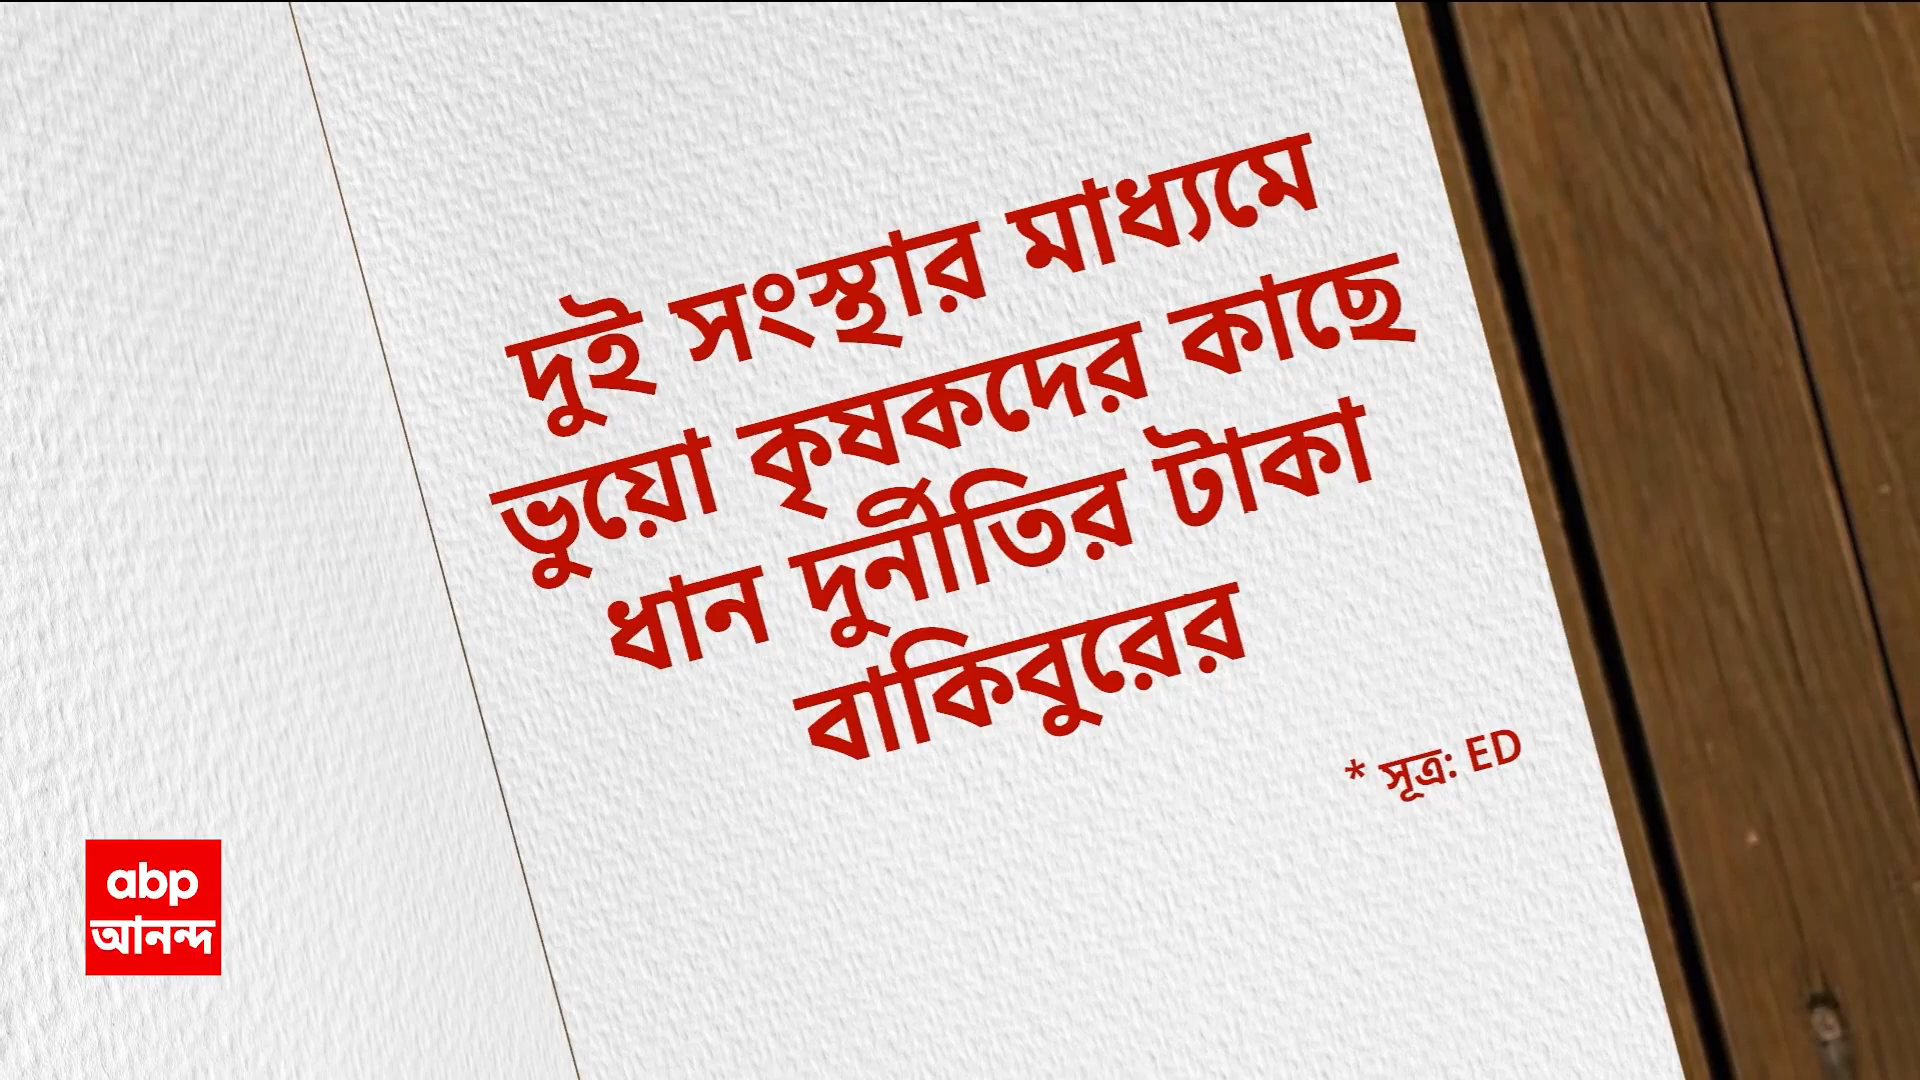 দুই সংস্থার মাধ্যমে
ভুয়ো কৃষকদের কাছে
ধান দুর্নীতির টাকা
বাকিবুরের
* সূত্র: ED
abp
আনন্দ